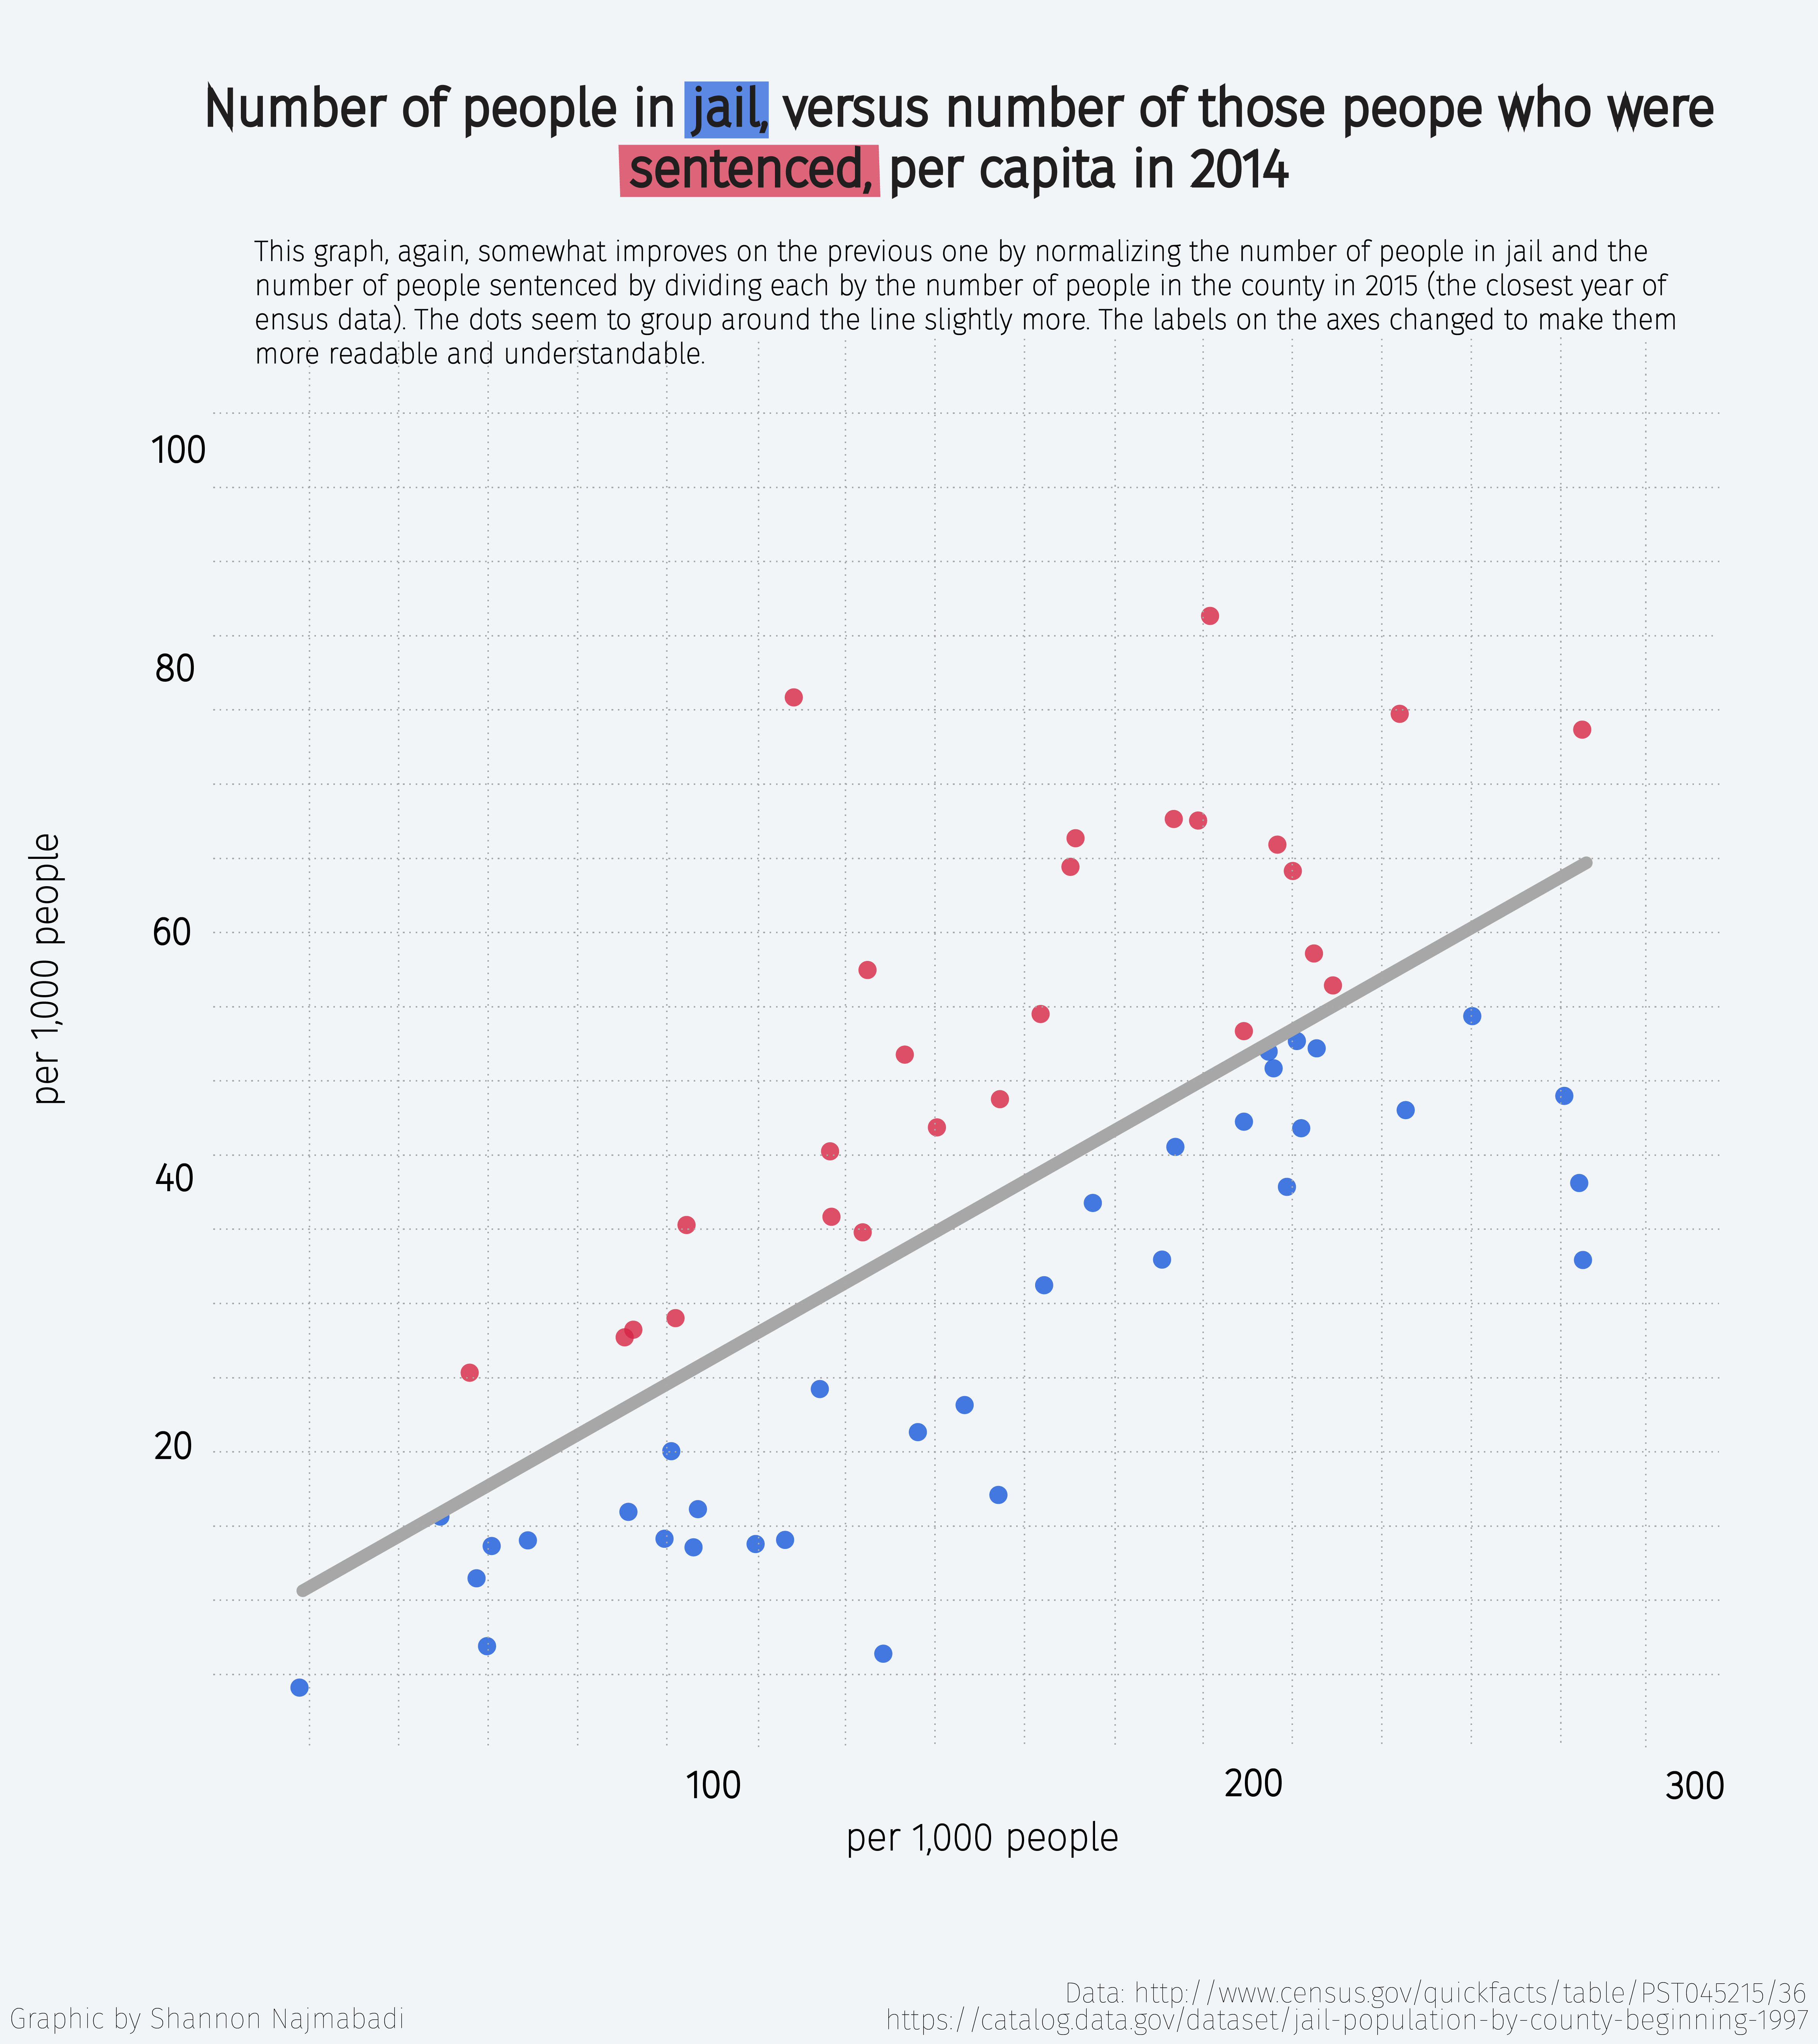 Number of people in jail, versus number of those peope who were
sentenced, per capita in 2014
This graph, again, somewhat improves on the previous one by normalizing the number of people in jail and the
number of people sentenced by dividing each by the number of people in the county in 2015 (the closest year of
ensus data). The dots seem to group around the line slightly more. The labels on the axes changed to make them
more readable and understandable.
100
80
60
40
20
per 1,000 people
100 200 300
per 1,000 people
Data: http://www.census.gov/quickfacts/table/PST045215/36
Graphic by Shannon Najmabadi
https://catalog.data.gov/dataset/jail-population-by-county-beginning-1997